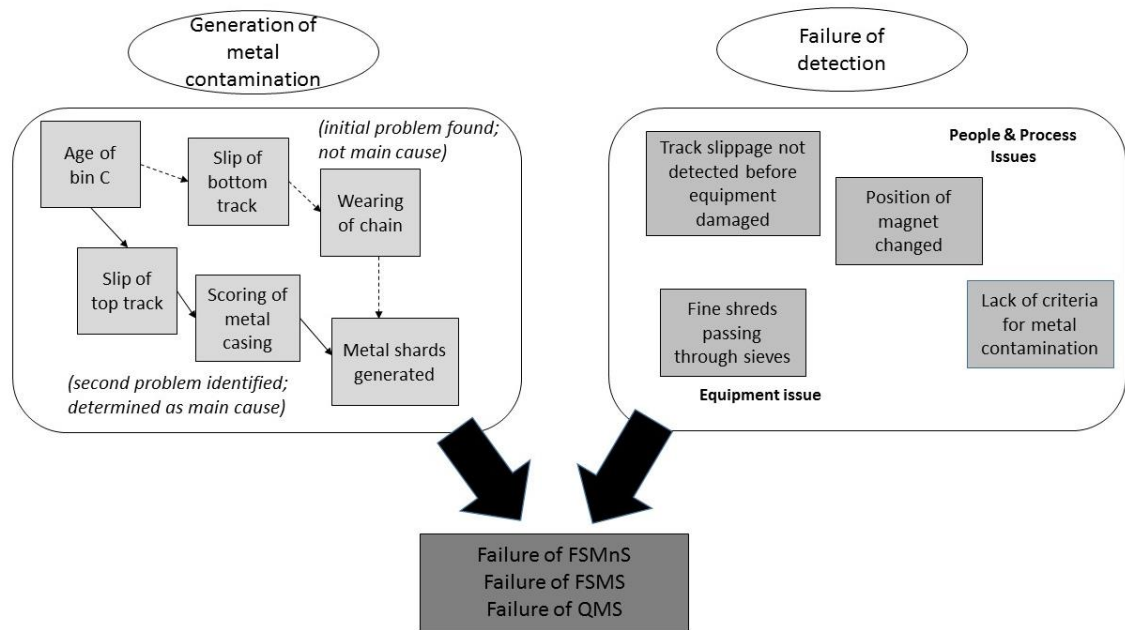 Generation of
metal
contamination
Failure of
detection
Age of
bin C
Slip of
bottom
track
(initial problem found;
not main cause)
Wearing
of chain
Slip of
top track
Scoring of
metal
casing
Metal shards
generated
(second problem identified;
determined as main cause)
Track slippage not
detected before
equipment
damaged
People & Process
Issues
Position of
magnet
changed
Fine shreds
passing
through sieves
Lack of criteria
for metal
contamination
Equipment issue
Failure of FSMnS
Failure of FSMS
Failure of QMS